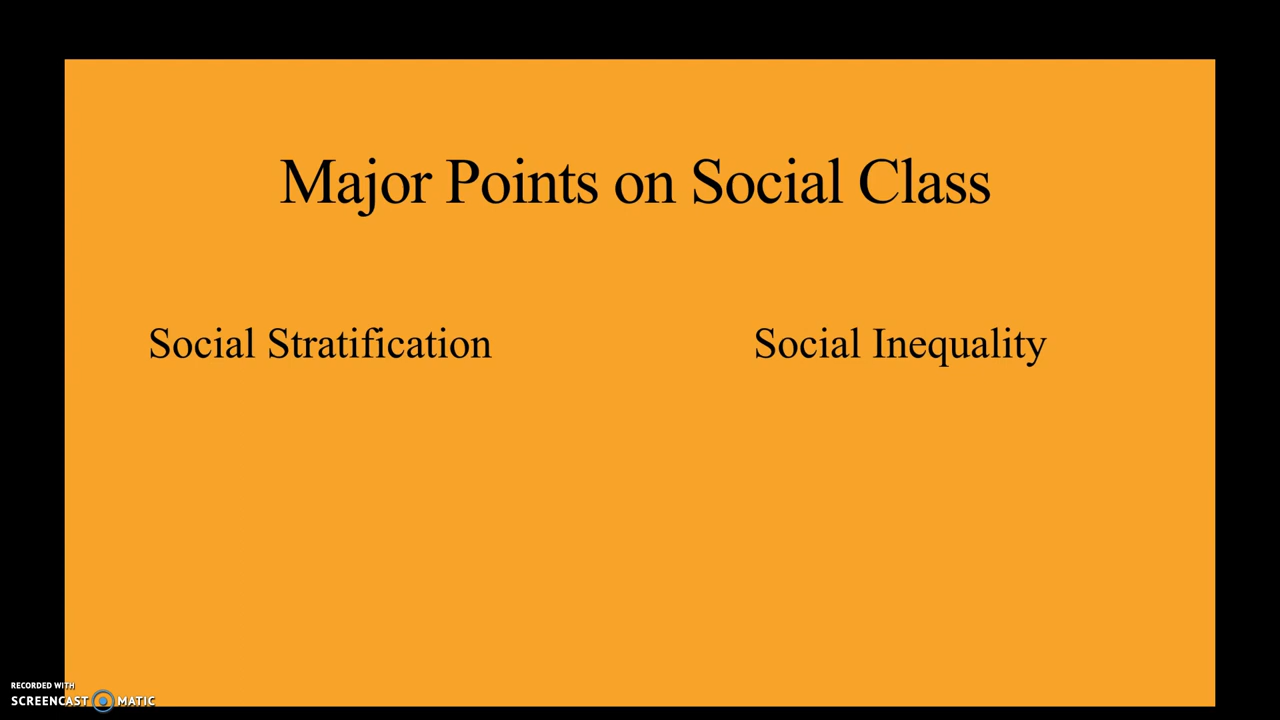 Major Points on Social Class
Social Stratification
Social Inequality
RECORDED WITH
SCREENCAST MATIC